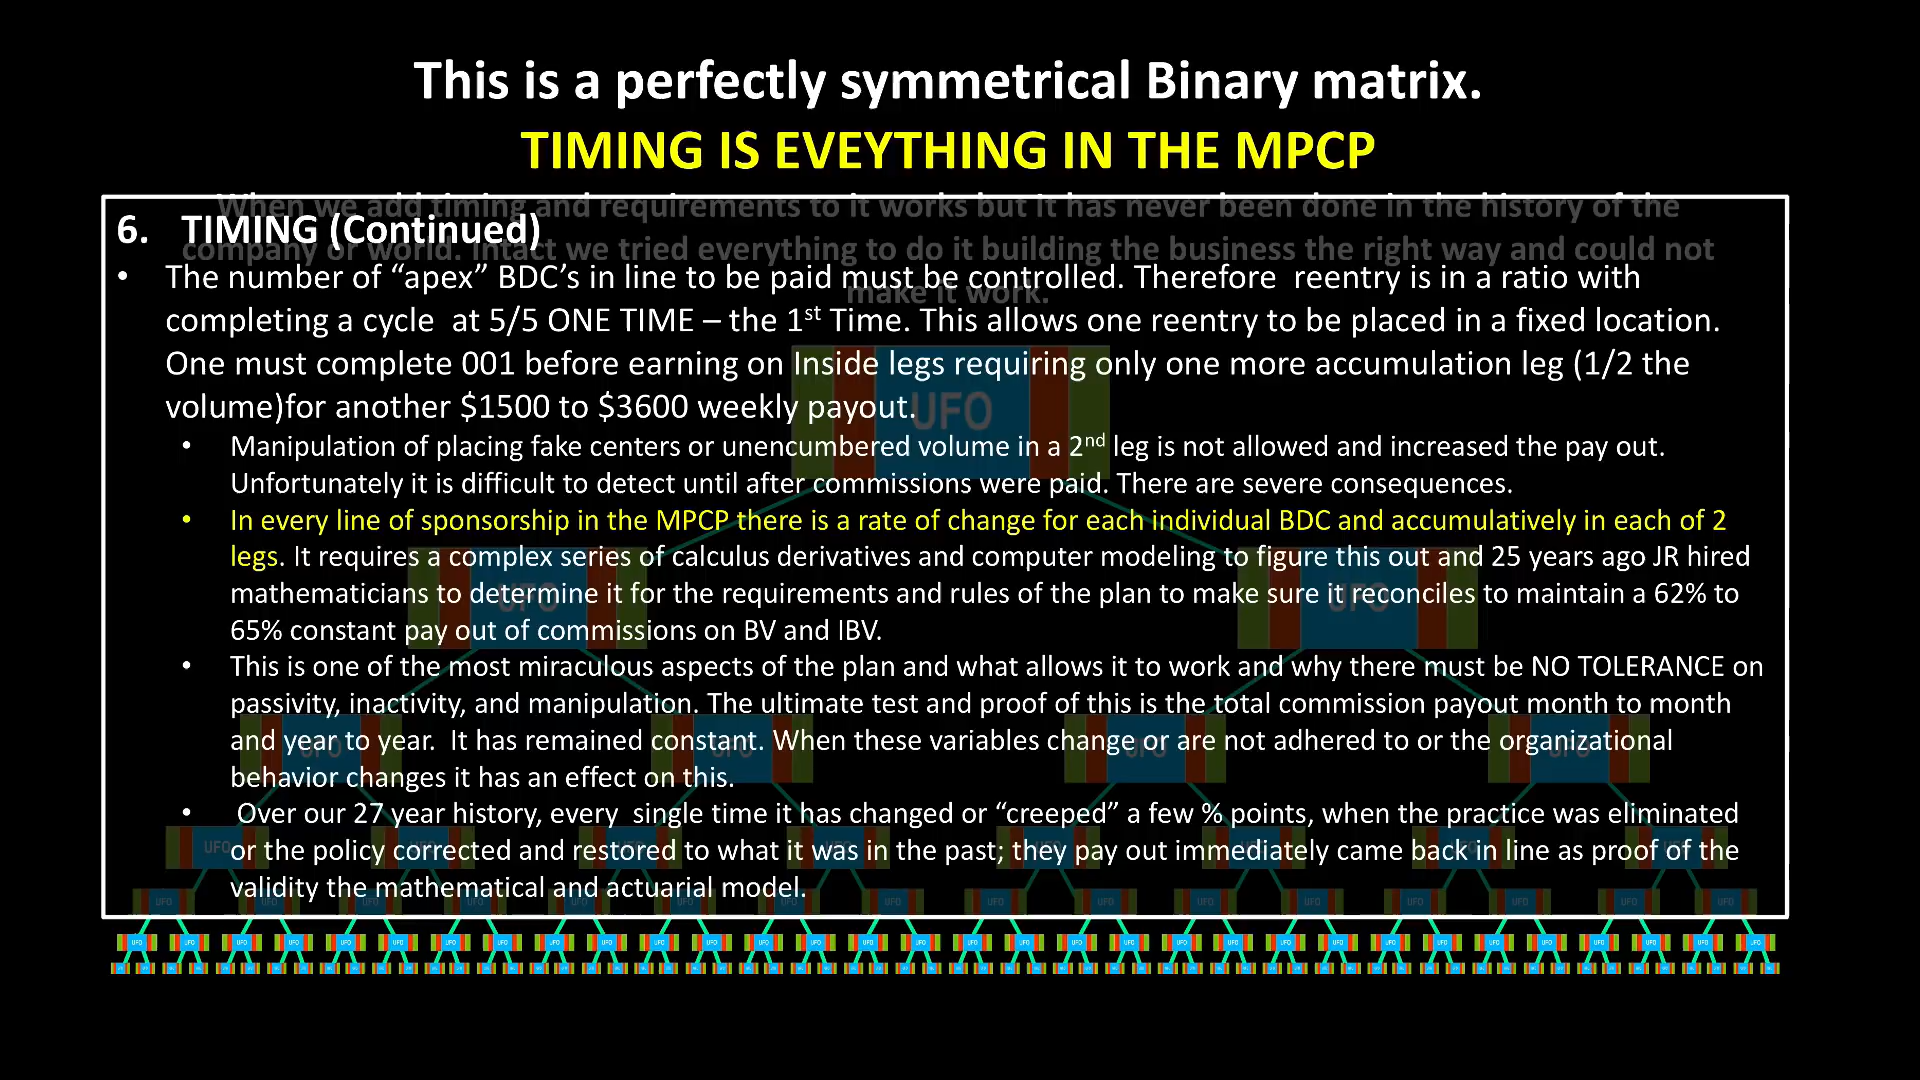 This is a perfectly symmetrical Binary matrix.
TIMING IS EVEYTHING IN THE MPCP
When we add timing and requirements to it works but it has never been done in the history of the
company or world. Intact we tried everything to do it building the business the right way and could not
make it work.
6. TIMING (Continued)
• The number of “apex” BDC’s in line to be paid must be controlled. Therefore reentry is in a ratio with
completing a cycle at 5/5 ONE TIME – the 1st Time. This allows one reentry to be placed in a fixed location.
One must complete 001 before earning on Inside legs requiring only one more accumulation leg (1/2 the
volume)for another $1500 to $3600 weekly payout.
• Manipulation of placing fake centers or unencumbered volume in a 2nd leg is not allowed and increased the pay out.
Unfortunately it is difficult to detect until after commissions were paid. There are severe consequences.
• In every line of sponsorship in the MPCP there is a rate of change for each individual BDC and accumulatively in each of 2
legs. It requires a complex series of calculus derivatives and computer modeling to figure this out and 25 years ago JR hired
mathematicians to determine it for the requirements and rules of the plan to make sure it reconciles to maintain a 62% to
65% constant pay out of commissions on BV and IBV.
• This is one of the most miraculous aspects of the plan and what allows it to work and why there must be NO TOLERANCE on
passivity, inactivity, and manipulation. The ultimate test and proof of this is the total commission payout month to month
and year to year. It has remained constant. When these variables change or are not adhered to or the organizational
behavior changes it has an effect on this.
• Over our 27 year history, every single time it has changed or “creeped” a few % points, when the practice was eliminated
or the policy corrected and restored to what it was in the past; they pay out immediately came back in line as proof of the
validity the mathematical and actuarial model.
UFO